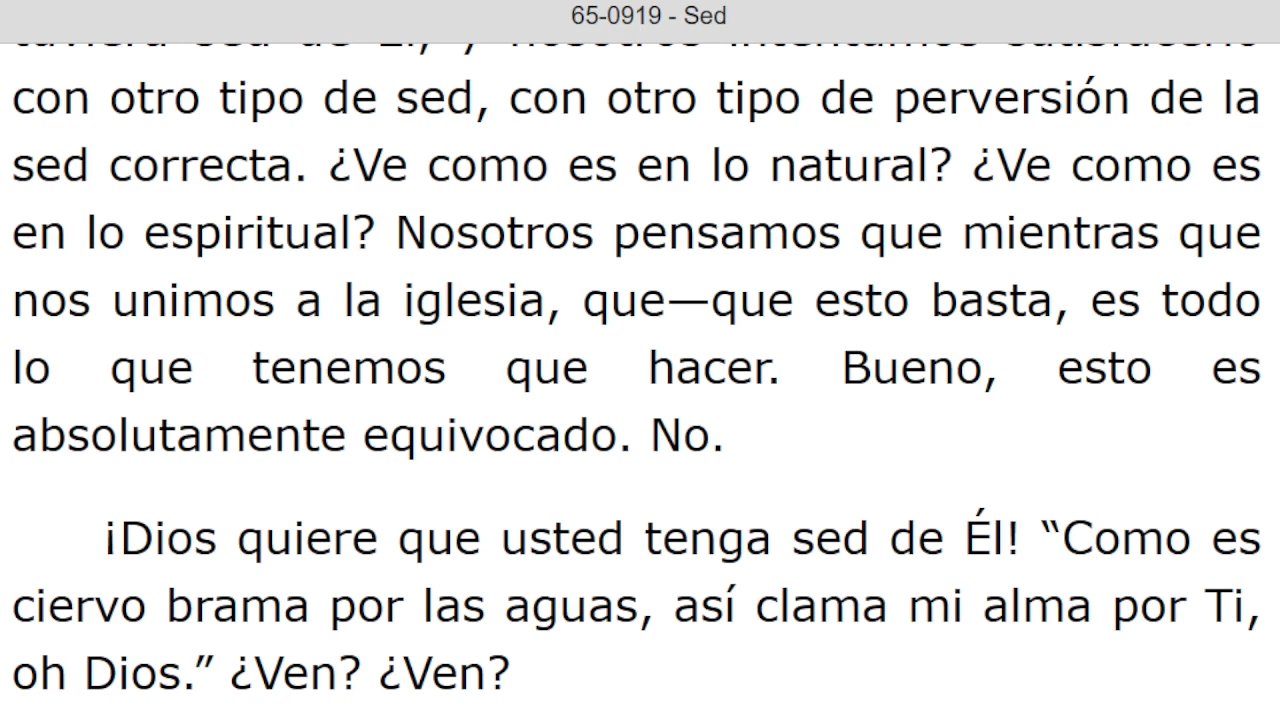 65-0919 - Sed
con otro tipo de sed, con otro tipo de perversión de la
sed correcta. ¿Ve como es en lo natural? ¿Ve como es
en lo espiritual? Nosotros pensamos que mientras que
nos unimos a la iglesia, que—que esto basta, es todo
lo que tenemos que hacer. Bueno, esto es
absolutamente equivocado. No.
¡Dios quiere que usted tenga sed de Él! “Como es
ciervo brama por las aguas, así clama mi alma por Ti,
oh Dios.” ¿Ven? ¿Ven?